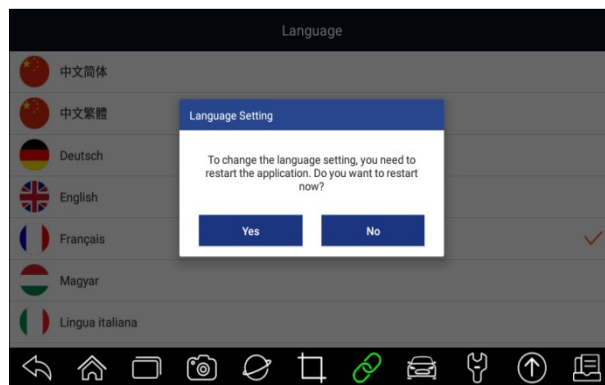 Language
中文简体
中文繁體
Language Setting
Deutsch
To change the language setting, you need to
restart the application. Do you want to restart
now?
English
Yes
No
Français
Magyar
Lingua italiana